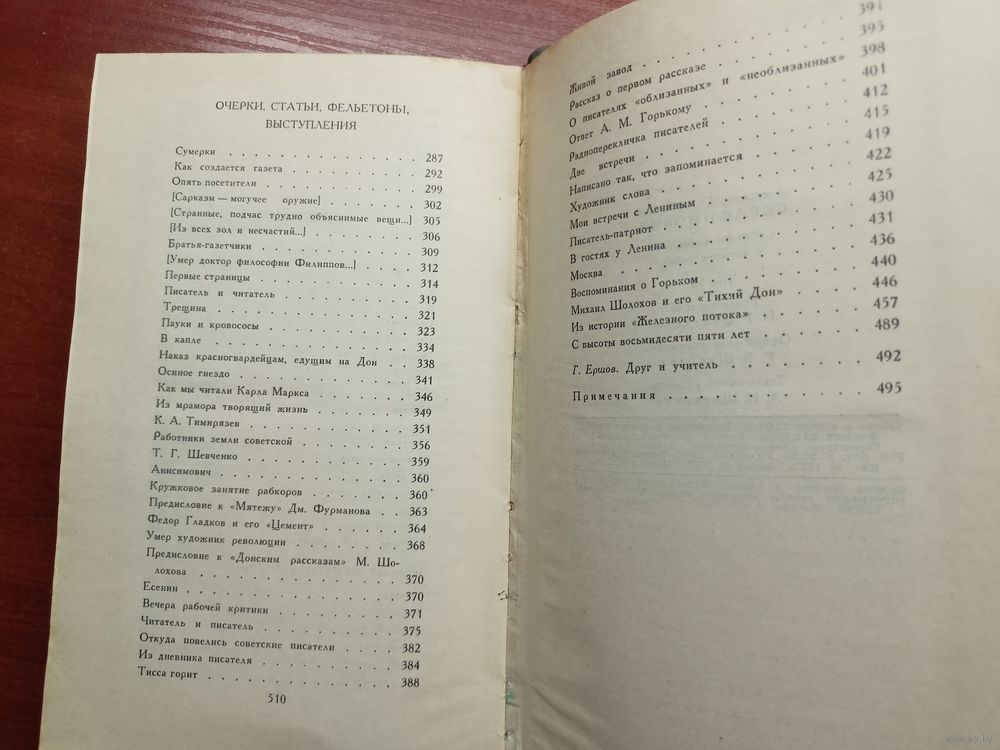 ОЧЕРКИ, СТАТЬИ, ФЕЛЬЕТОНЫ,
ВЫСТУПЛЕНИЯ
Сумерки . . . . . . . . . . . . . . 287
Как создается газета . . . . . . . . . . 292
Опять посетители . . . . . . . . . . . 299
[Сарказм — могучее оружие] . . . . . . . 302
[Странные, подчас трудно объяснимые вещи...] 305
[Из всех зол и несчастий...] . . . . . . . 306
Братья-газетчики . . . . . . . . . . . 309
[Умер доктор философии Филиппов...] . . . . 312
Первые страницы . . . . . . . . . . . 314
Писатель и читатель . . . . . . . . . . 319
Трещина . . . . . . . . . . . . . . 321
Пауки и кровососы . . . . . . . . . . . 323
В капле . . . . . . . . . . . . . . 334
Наказ красногвардейцам, едущим на Дон . . . 338
Осиное гнездо . . . . . . . . . . . . 341
Как мы читали Карла Маркса . . . . . . . 346
Из мрамора творящий жизнь . . . . . . . 349
К. А. Тимирязев . . . . . . . . . . . 351
Работники земли советской . . . . . . . . 356
Т. Г. Шевченко . . . . . . . . . . . . 359
Анисимович . . . . . . . . . . . . . 360
Кружковое занятие рабкоров . . . . . . . 360
Предисловие к «Мятежу» Дм. Фурманова . . . 363
Федор Гладков и его «Цемент» . . . . . . . 364
Умер художник революции . . . . . . . . 368
Предисловие к «Донским рассказам» М. Шо-
лохова . . . . . . . . . . . . . . 370
Есенин . . . . . . . . . . . . . . 370
Вечера рабочей критики . . . . . . . . . 371
Читатель и писатель . . . . . . . . . . 375
Откуда повелись советские писатели . . . . . 382
Из дневника писателя . . . . . . . . . . 384
Тисса горит . . . . . . . . . . . . . 388
510
Живой завод . . . . . . . . . . . . 391
Рассказ о первом рассказе . . . . . . . . 395
О писателях «облизанных» и «необлизанных» 398
Ответ А. М. Горькому . . . . . . . . . 401
Радиоперекличка писателей . . . . . . . . 412
Две встречи . . . . . . . . . . . . 415
Написано так, что запоминается . . . . . . 419
Художник слова . . . . . . . . . . . 422
Мои встречи с Лениным . . . . . . . . . 425
Писатель-патриот . . . . . . . . . . . 430
В гостях у Ленина . . . . . . . . . . . 431
Москва . . . . . . . . . . . . . . 436
Воспоминания о Горьком . . . . . . . . . 440
Михаил Шолохов и его «Тихий Дон» . . . . . 446
Из истории «Железного потока» . . . . . . 457
С высоты восьмидесяти пяти лет . . . . . . 489
Г. Ершов. Друг и учитель . . . . . . . . 492
Примечания . . . . . . . . . . . . . 495
www.ay.by